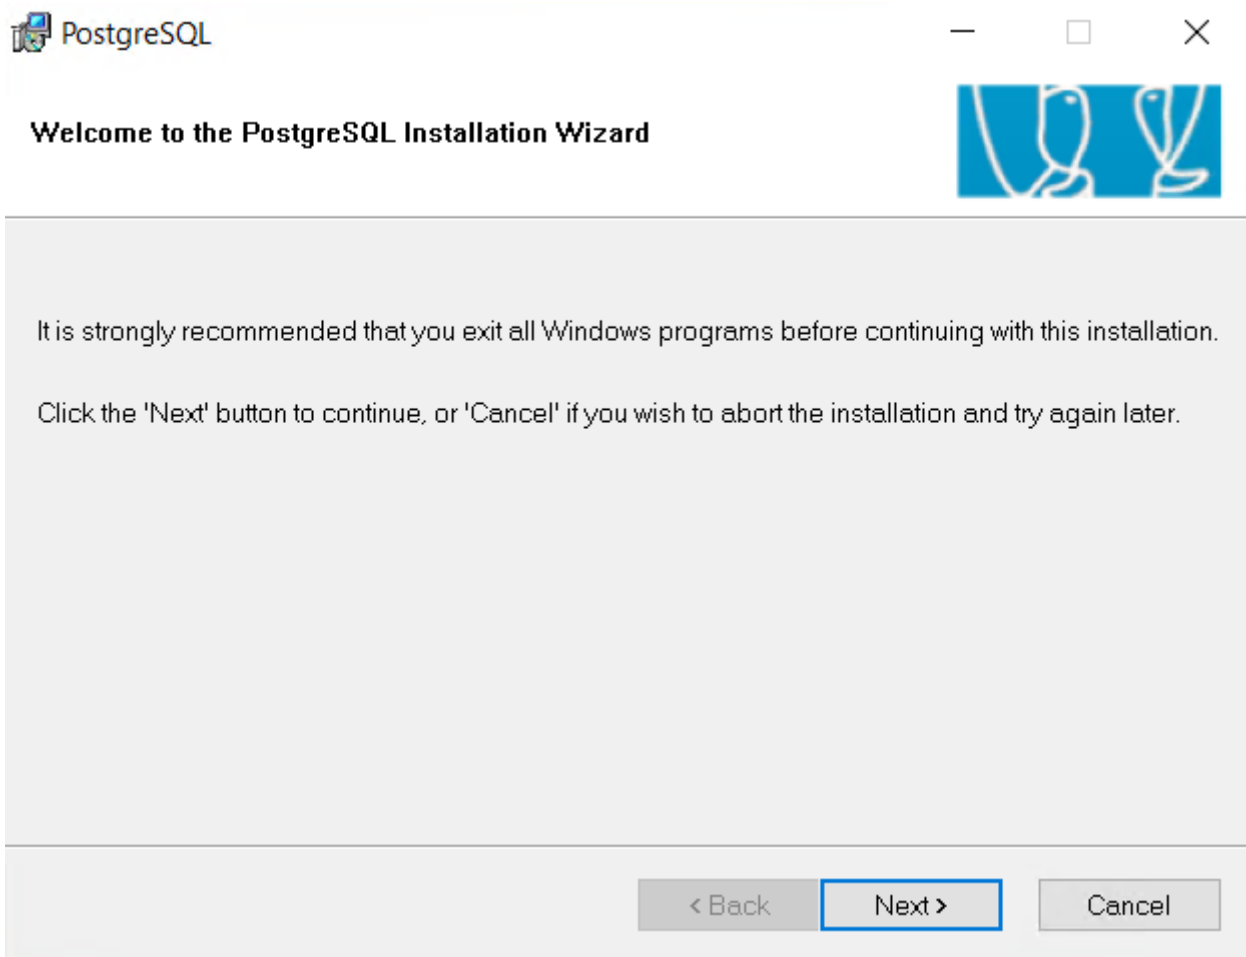 PostgreSQL
Welcome to the PostgreSQL Installation Wizard
It is strongly recommended that you exit all Windows programs before continuing with this installation.
Click the 'Next' button to continue, or 'Cancel' if you wish to abort the installation and try again later.
< Back
Next >
Cancel